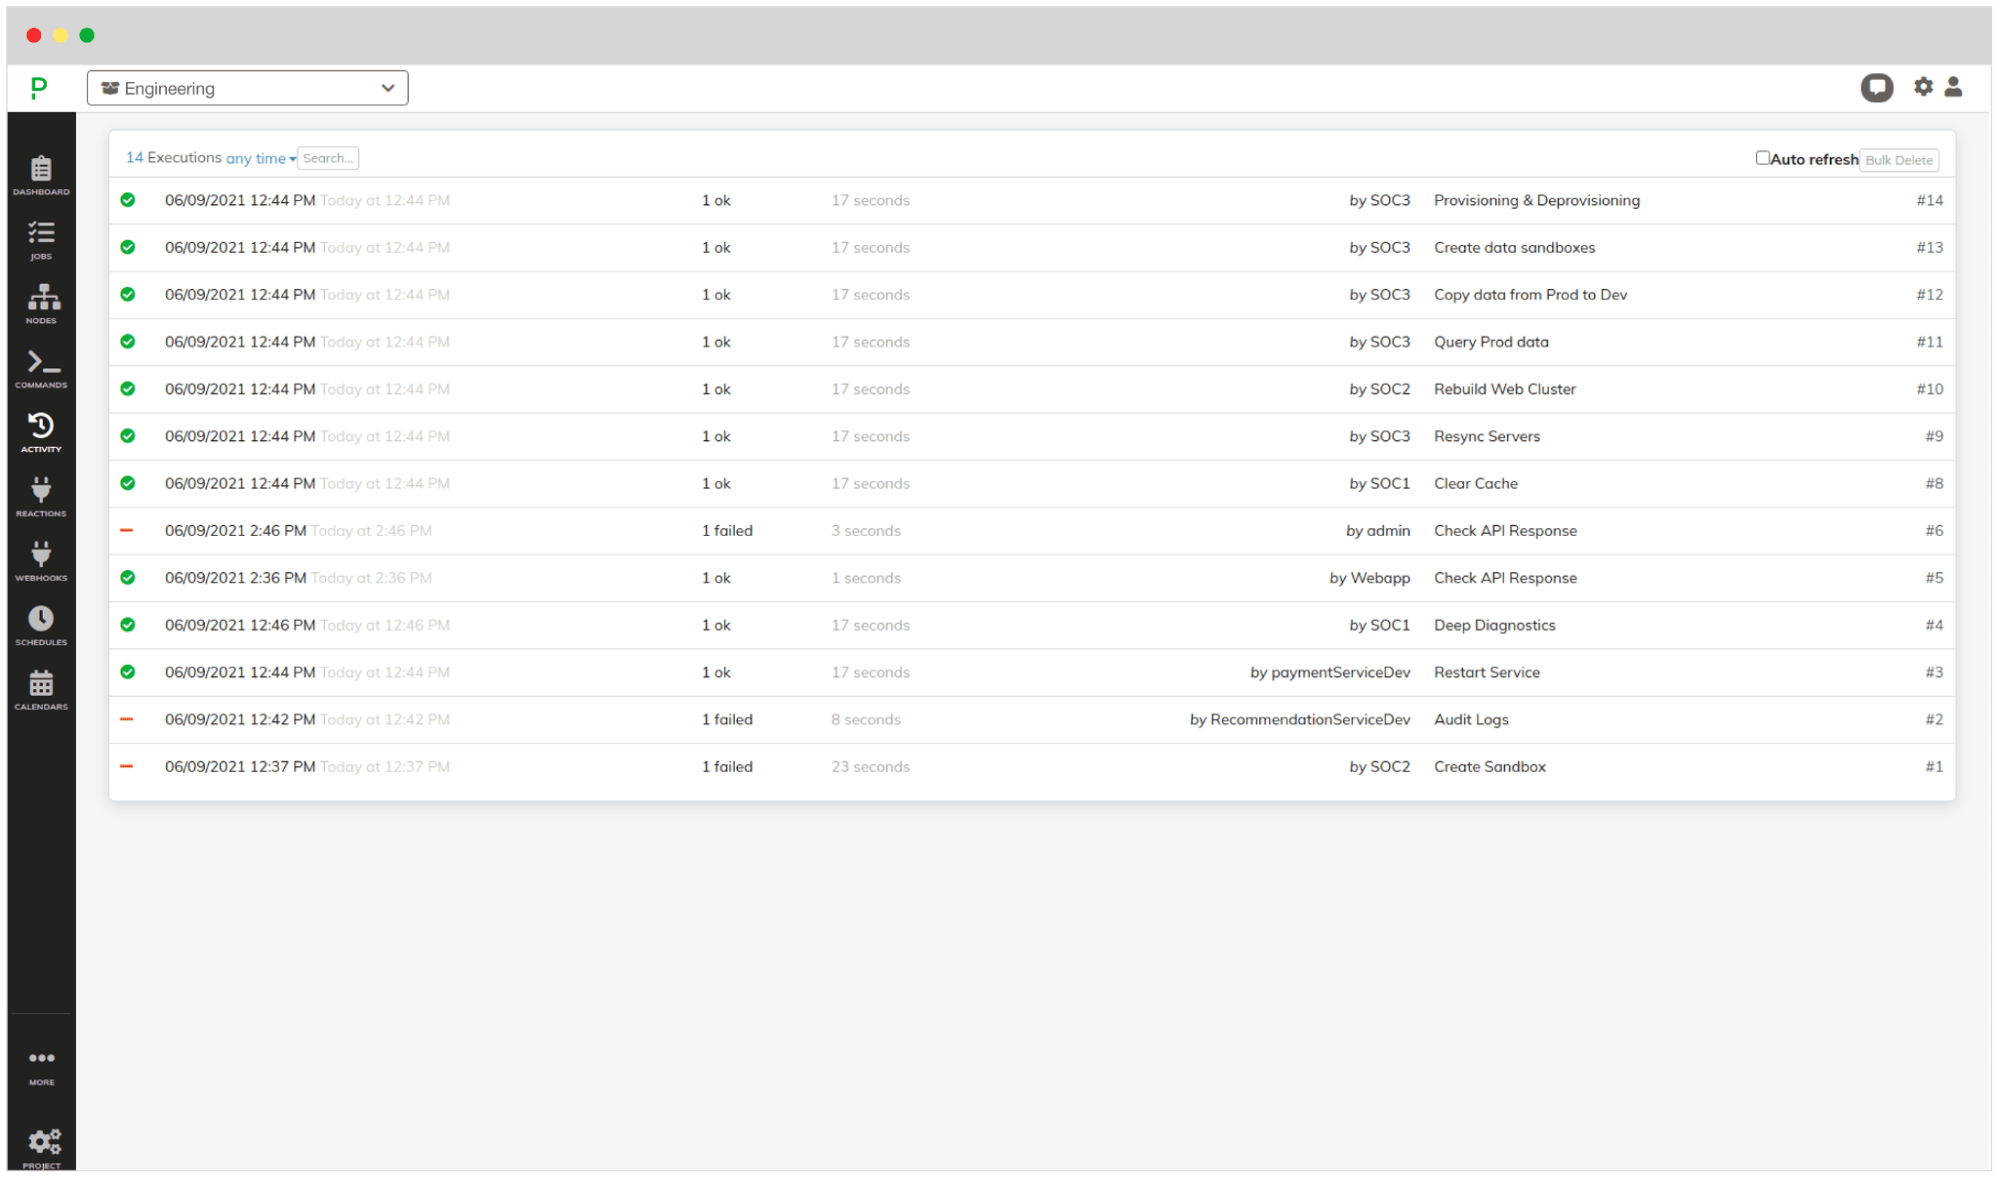 Engineering
14 Executions any time Search... Auto refresh Bulk Delete
06/09/2021 12:44 PM Today at 12:44 PM 1 ok 17 seconds by SOC3 Provisioning & Deprovisioning #14
06/09/2021 12:44 PM Today at 12:44 PM 1 ok 17 seconds by SOC3 Create data sandboxes #13
06/09/2021 12:44 PM Today at 12:44 PM 1 ok 17 seconds by SOC3 Copy data from Prod to Dev #12
06/09/2021 12:44 PM Today at 12:44 PM 1 ok 17 seconds by SOC3 Query Prod data #11
06/09/2021 12:44 PM Today at 12:44 PM 1 ok 17 seconds by SOC2 Rebuild Web Cluster #10
06/09/2021 12:44 PM Today at 12:44 PM 1 ok 17 seconds by SOC3 Resync Servers #9
06/09/2021 12:44 PM Today at 12:44 PM 1 ok 17 seconds by SOC1 Clear Cache #8
06/09/2021 2:46 PM Today at 2:46 PM 1 failed 3 seconds by admin Check API Response #6
06/09/2021 2:36 PM Today at 2:36 PM 1 ok 1 seconds by Webapp Check API Response #5
06/09/2021 12:46 PM Today at 12:46 PM 1 ok 17 seconds by SOC1 Deep Diagnostics #4
06/09/2021 12:44 PM Today at 12:44 PM 1 ok 17 seconds by paymentServiceDev Restart Service #3
06/09/2021 12:42 PM Today at 12:42 PM 1 failed 8 seconds by RecommendationServiceDev Audit Logs #2
06/09/2021 12:37 PM Today at 12:37 PM 1 failed 23 seconds by SOC2 Create Sandbox #1
DASHBOARD
JOBS
NODES
COMMANDS
ACTIVITY
REACTIONS
WEBHOOKS
SCHEDULES
CALENDARS
MORE
PROJECT